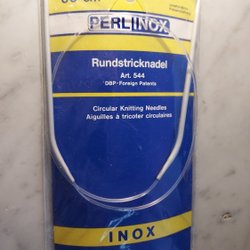 PERLINOX
Rundstricknadel
Art. 544
DBP · Foreign Patents
Circular Knitting Needles
Aiguilles à tricoter circulaires
INOX